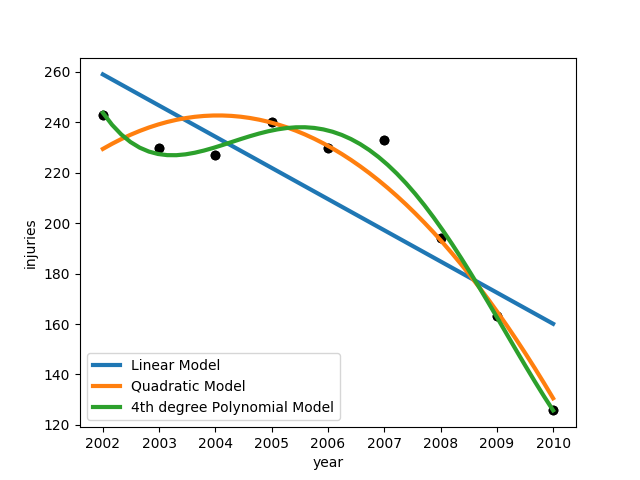 260
240
220
200
180
160
140
120
injuries
Linear Model
Quadratic Model
4th degree Polynomial Model
2002 2003 2004 2005 2006 2007 2008 2009 2010
year